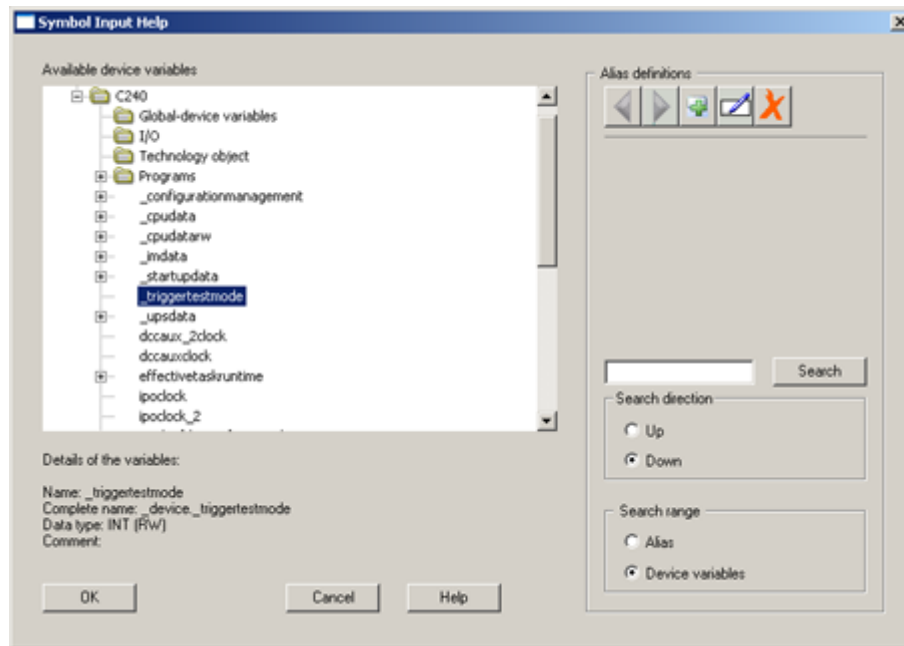 Symbol Input Help
Available device variables
C240
Global-device variables
I/O
Technology object
Programs
_configurationmanagement
_cpudata
_cpudatarw
_imdata
_startupdata
_triggertestmode
_upsdata
dccaux_2clock
dccauxclock
effectivetaskruntime
ipoclock
ipoclock_2
Details of the variables:
Name: _triggertestmode
Complete name: _device._triggertestmode
Data type: INT (RW)
Comment:
OK
Cancel
Help
Alias definitions
Search
Search direction
Up
Down
Search range
Alias
Device variables